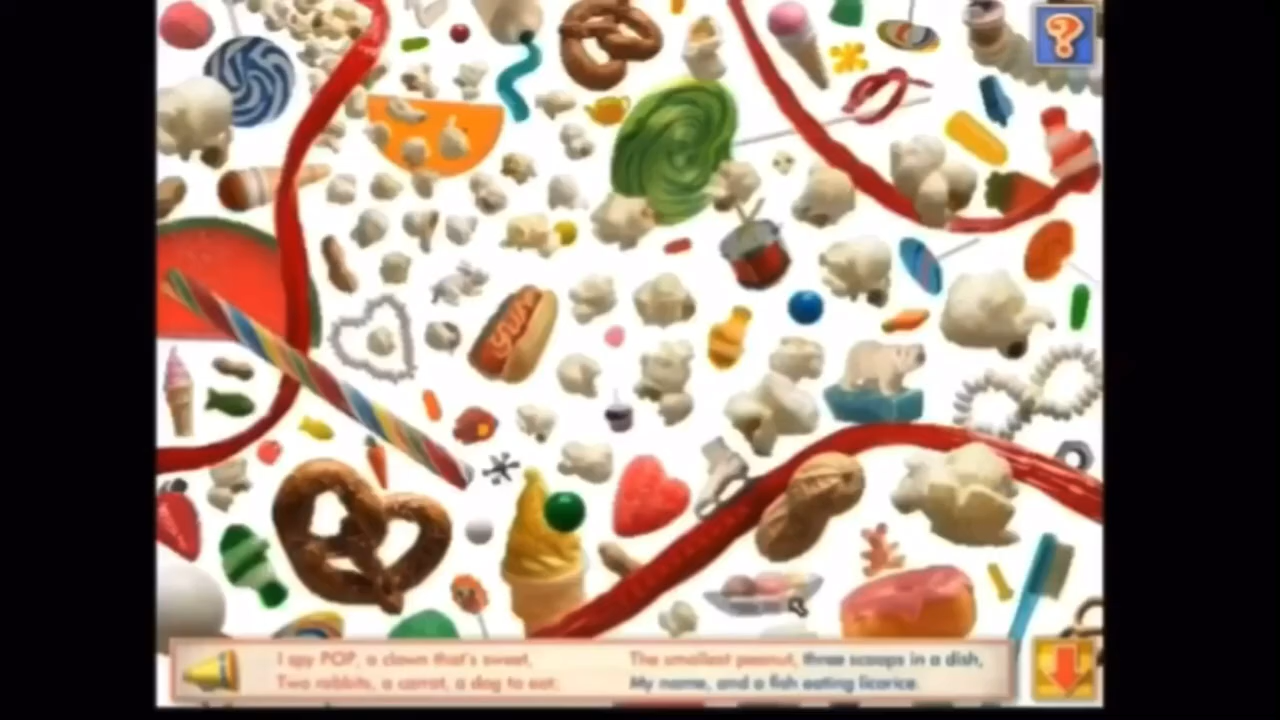 yum
I spy POP, a clown that's sweet,
Two rabbits, a carrot, a dog to eat;
The smallest peanut, three scoops in a dish,
My name, and a fish eating licorice.
?